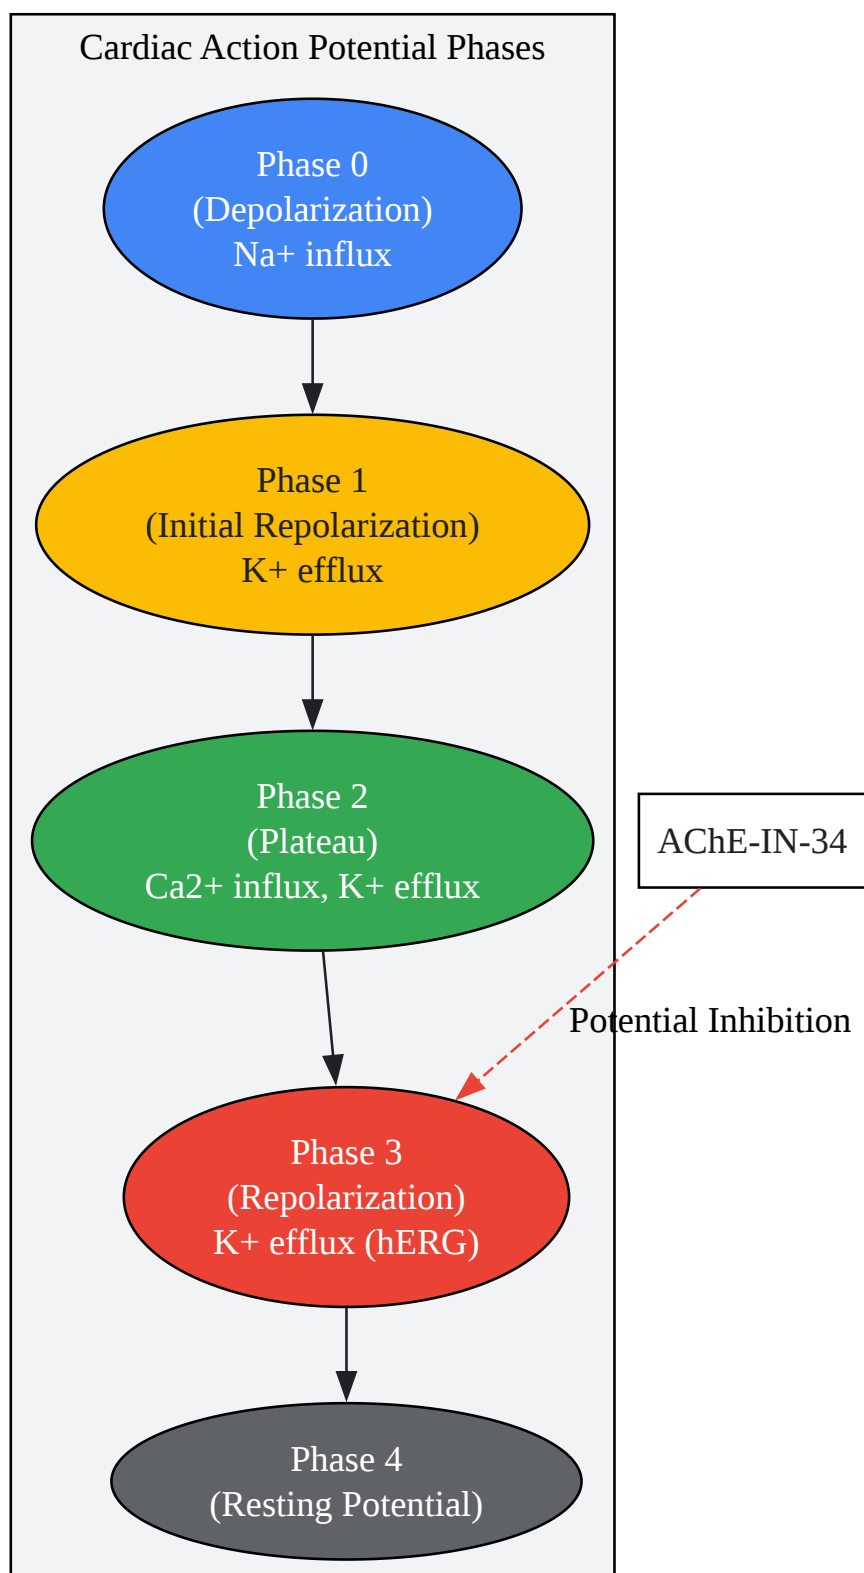 Cardiac Action Potential Phases
Phase 0
(Depolarization)
Na+ influx
Phase 1
(Initial Repolarization)
K+ efflux
Phase 2
(Plateau)
Ca2+ influx, K+ efflux
AChE-IN-34
Potential Inhibition
Phase 3
(Repolarization)
K+ efflux (hERG)
Phase 4
(Resting Potential)